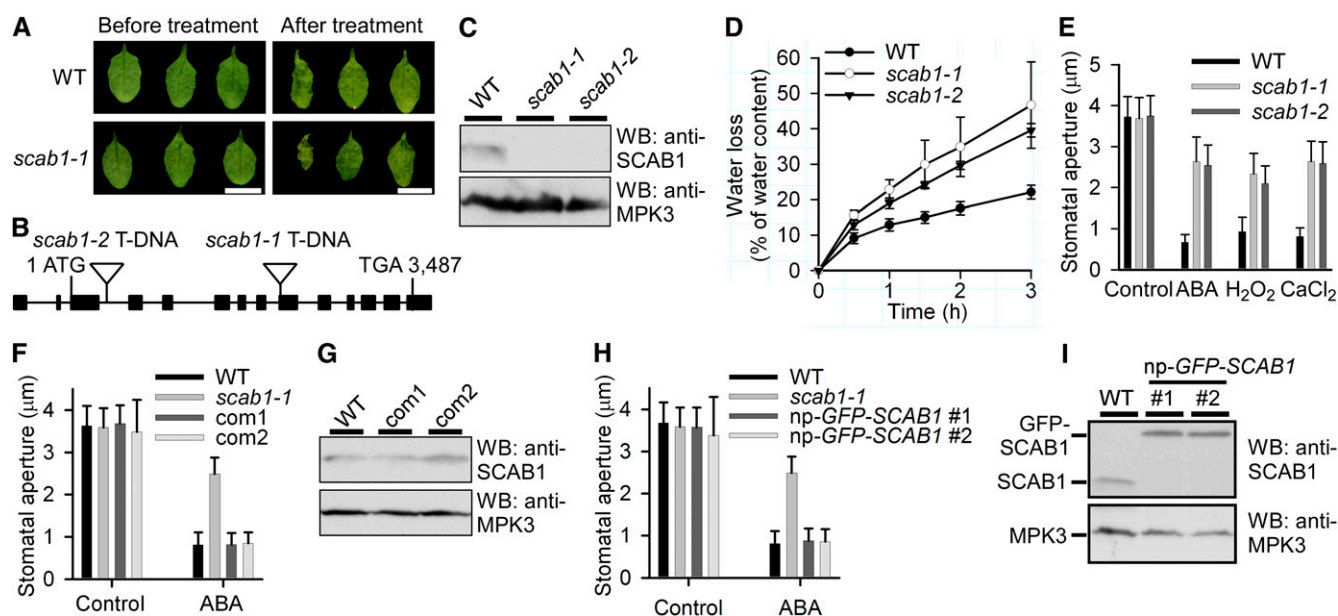 A
Before treatment
After treatment
WT
scab1-1
B
scab1-2 T-DNA
scab1-1 T-DNA
1 ATG
TGA 3,487
C
WT
scab1-1
scab1-2
WB: anti-
SCAB1
WB: anti-
MPK3
D
WT
scab1-1
scab1-2
Water loss
(% of water content)
60
50
40
30
20
10
0
0
1
2
3
Time (h)
E
WT
scab1-1
scab1-2
Stomatal aperture (μm)
5
4
3
2
1
0
Control
ABA
H2O2
CaCl2
F
WT
scab1-1
com1
com2
Stomatal aperture (μm)
4
3
2
1
0
Control
ABA
G
WT
com1
com2
WB: anti-
SCAB1
WB: anti-
MPK3
H
WT
scab1-1
np-GFP-SCAB1 #1
np-GFP-SCAB1 #2
Stomatal aperture (μm)
4
3
2
1
0
Control
ABA
I
np-GFP-SCAB1
WT
#1
#2
GFP-
SCAB1
SCAB1
MPK3
WB: anti-
SCAB1
WB: anti-
MPK3